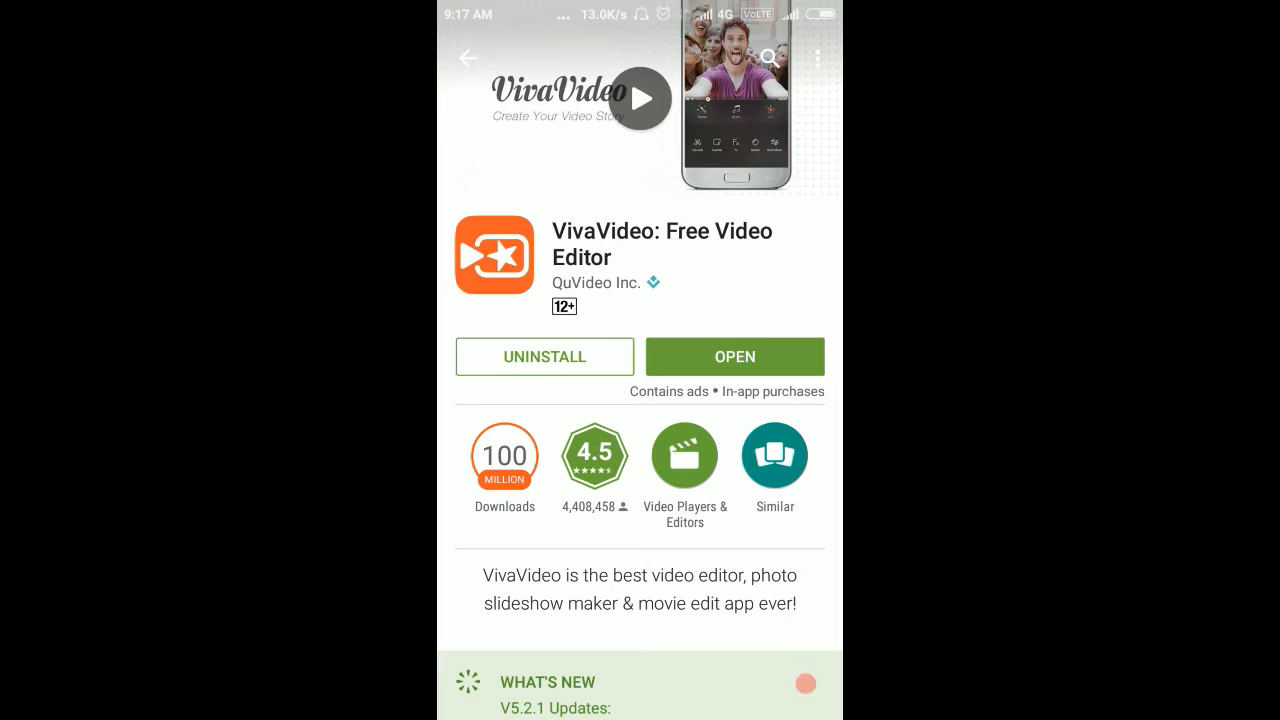 9:17 AM ... 13.0K/s 4G VoLTE
VivaVideo
Create Your Video Story
VivaVideo: Free Video
Editor
QuVideo Inc.
12+
UNINSTALL
OPEN
Contains ads • In-app purchases
100
MILLION
Downloads
4.5
4,408,458
Video Players &
Editors
Similar
VivaVideo is the best video editor, photo
slideshow maker & movie edit app ever!
WHAT'S NEW
V5.2.1 Updates: